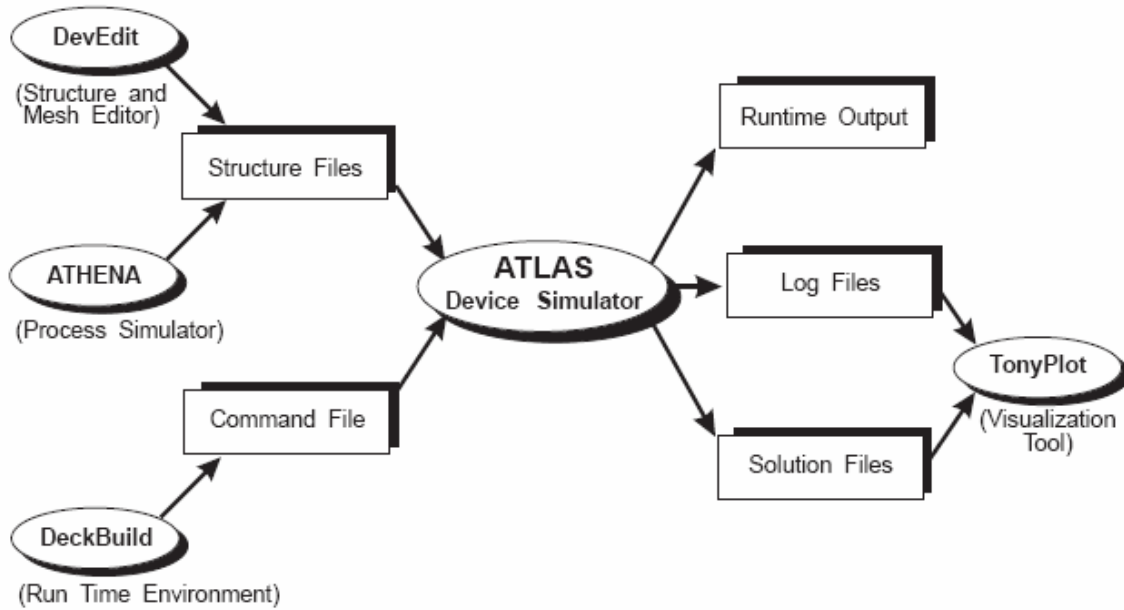 DevEdit
(Structure and
Mesh Editor)
Structure Files
ATHENA
(Process Simulator)
Command File
DeckBuild
(Run Time Environment)
ATLAS
Device Simulator
Runtime Output
Log Files
Solution Files
TonyPlot
(Visualization
Tool)